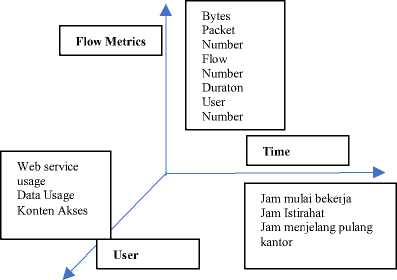 Flow Metrics
Bytes
Packet
Number
Flow
Number
Duraton
User
Number
Time
Jam mulai bekerja
Jam Istirahat
Jam menjelang pulang
kantor
Web service
usage
Data Usage
Konten Akses
User